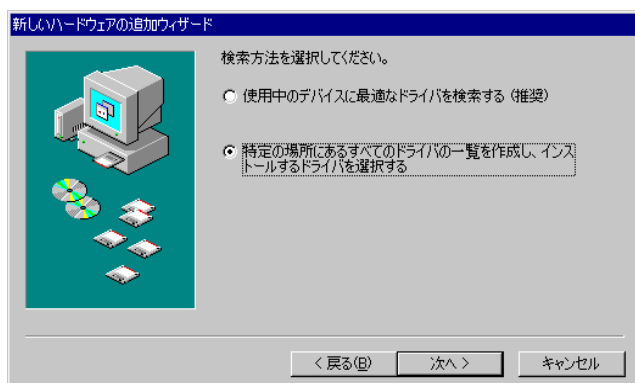 新しいハードウェアの追加ウィザード
検索方法を選択してください。
使用中のデバイスに最適なドライバを検索する (推奨)
特定の場所にあるすべてのドライバの一覧を作成し、インス
トールするドライバを選択する
< 戻る(B)
次へ >
キャンセル